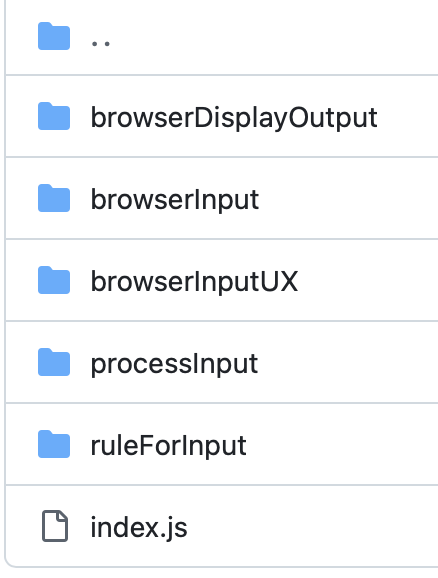 ..
browserDisplayOutput
browserInput
browserInputUX
processInput
ruleForInput
index.js